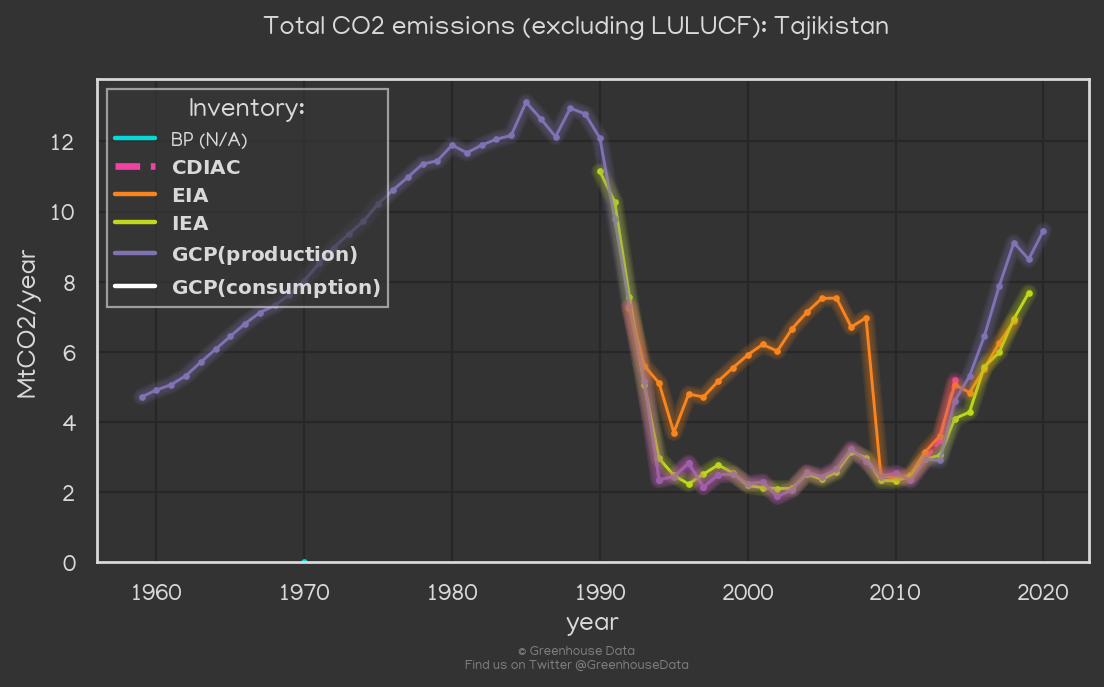 Total CO2 emissions (excluding LULUCF): Tajikistan
Inventory:
BP (N/A)
CDIAC
EIA
IEA
GCP(production)
GCP(consumption)
MtCO2/year
12
10
8
6
4
2
0
1960 1970 1980 1990 2000 2010 2020
year
© Greenhouse Data
Find us on Twitter @GreenhouseData